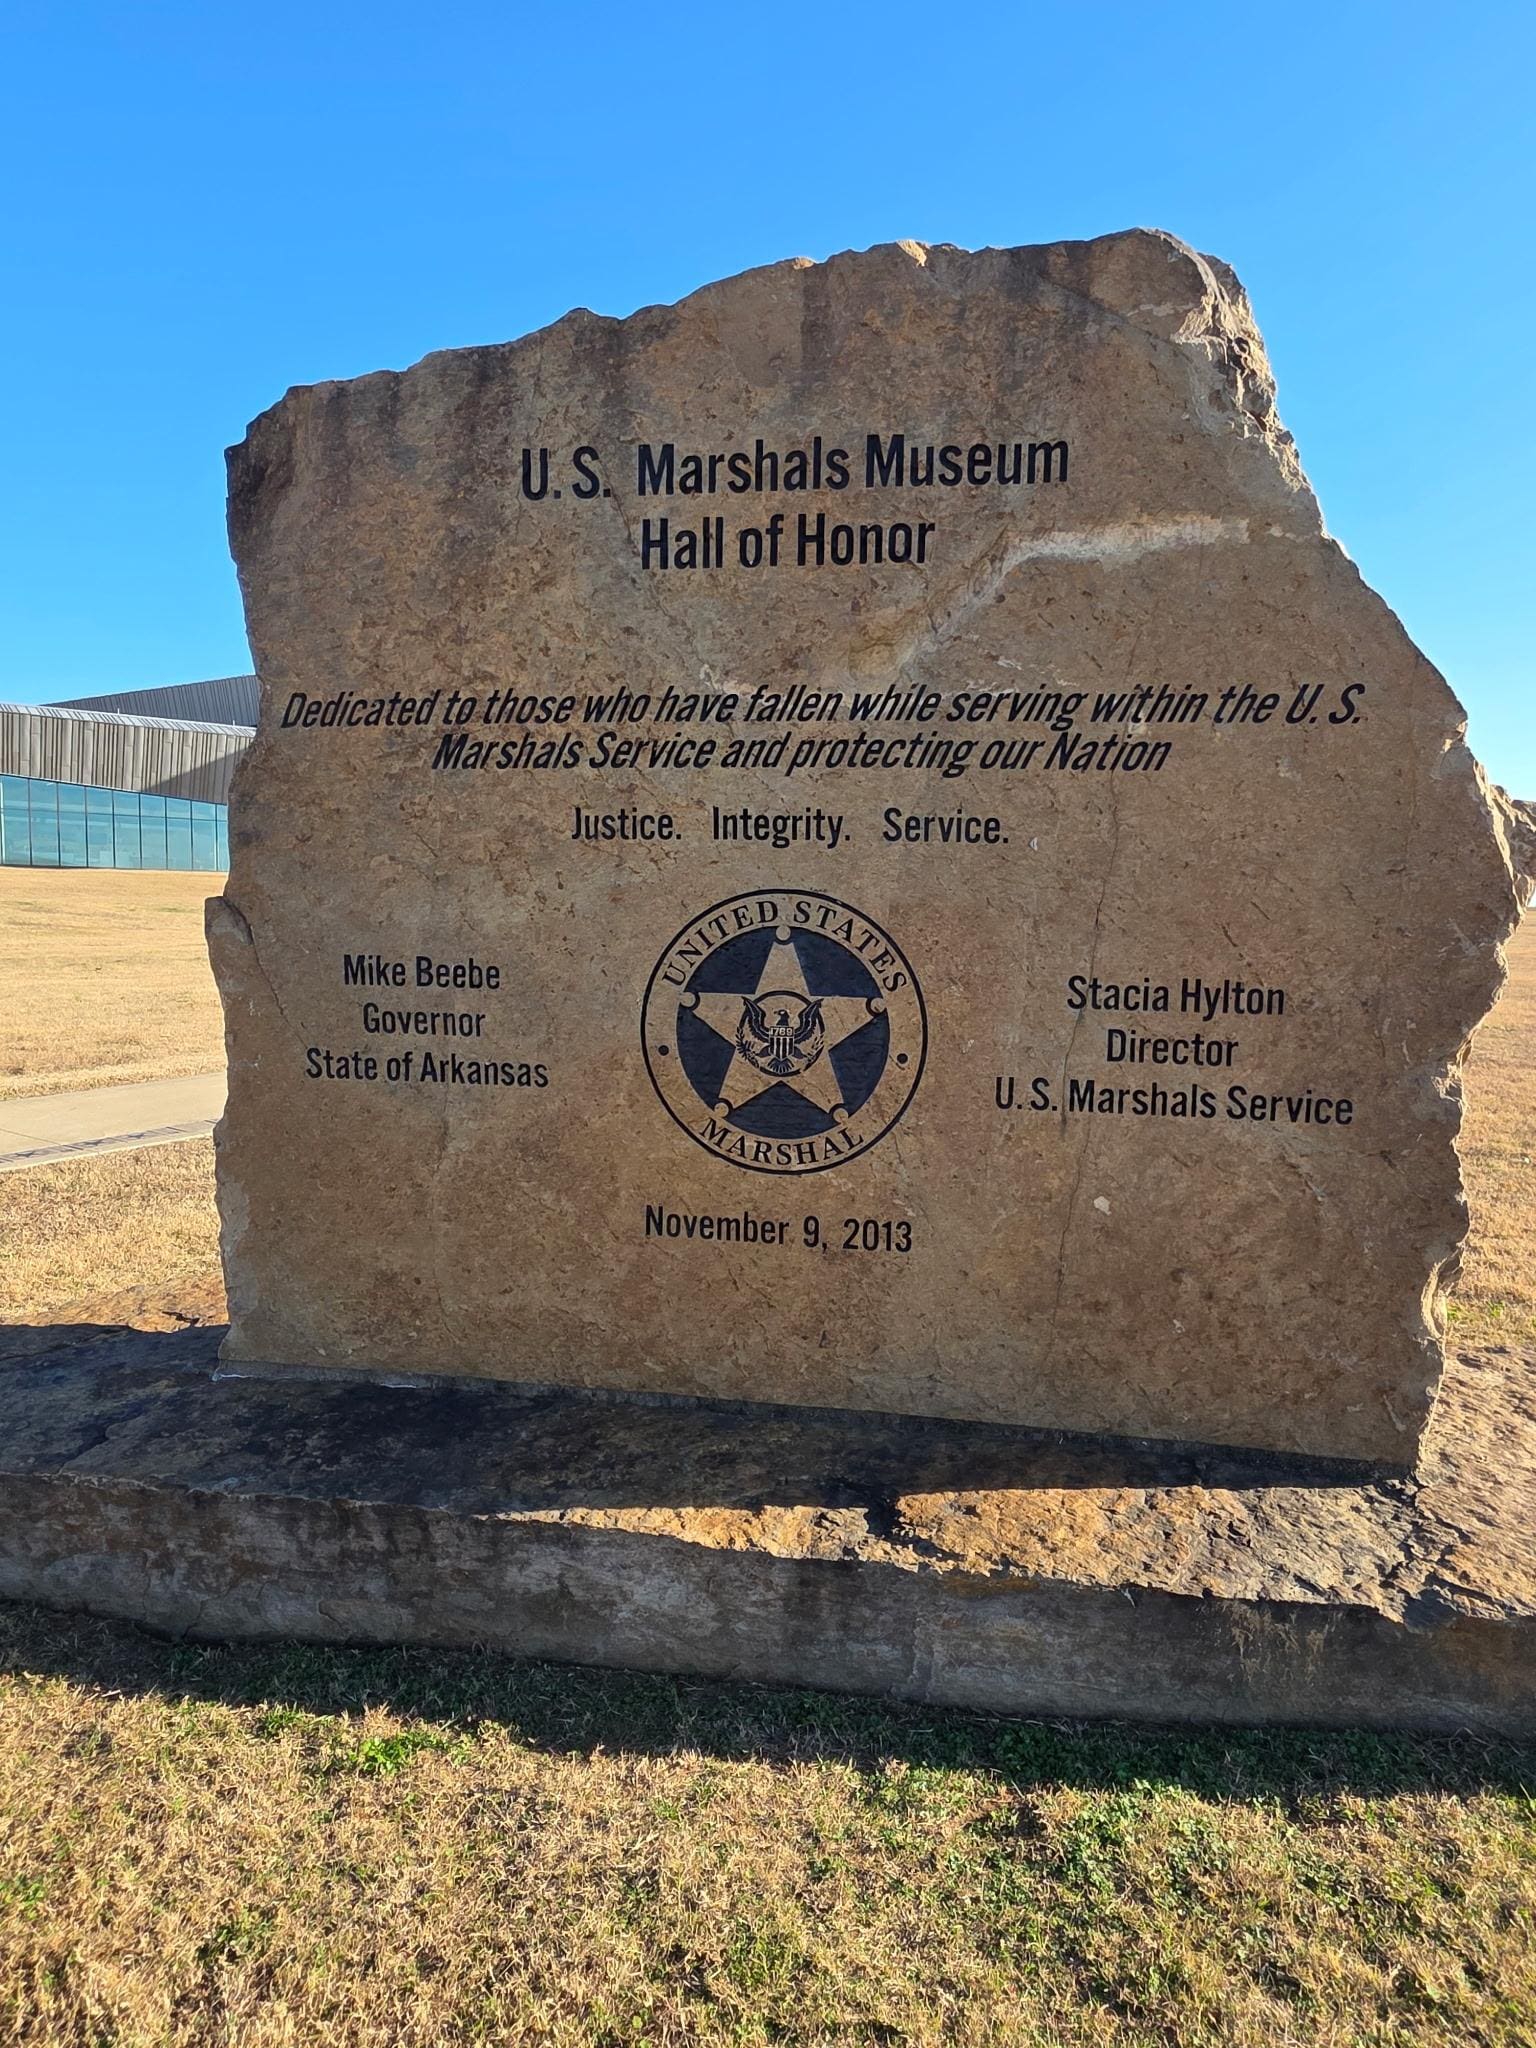 U. S. Marshals Museum
Hall of Honor
Dedicated to those who have fallen while serving within the U. S.
Marshals Service and protecting our Nation
Justice. Integrity. Service.
Mike Beebe
Governor
State of Arkansas
UNITED STATES
1789
MARSHAL
Stacia Hylton
Director
U. S. Marshals Service
November 9, 2013